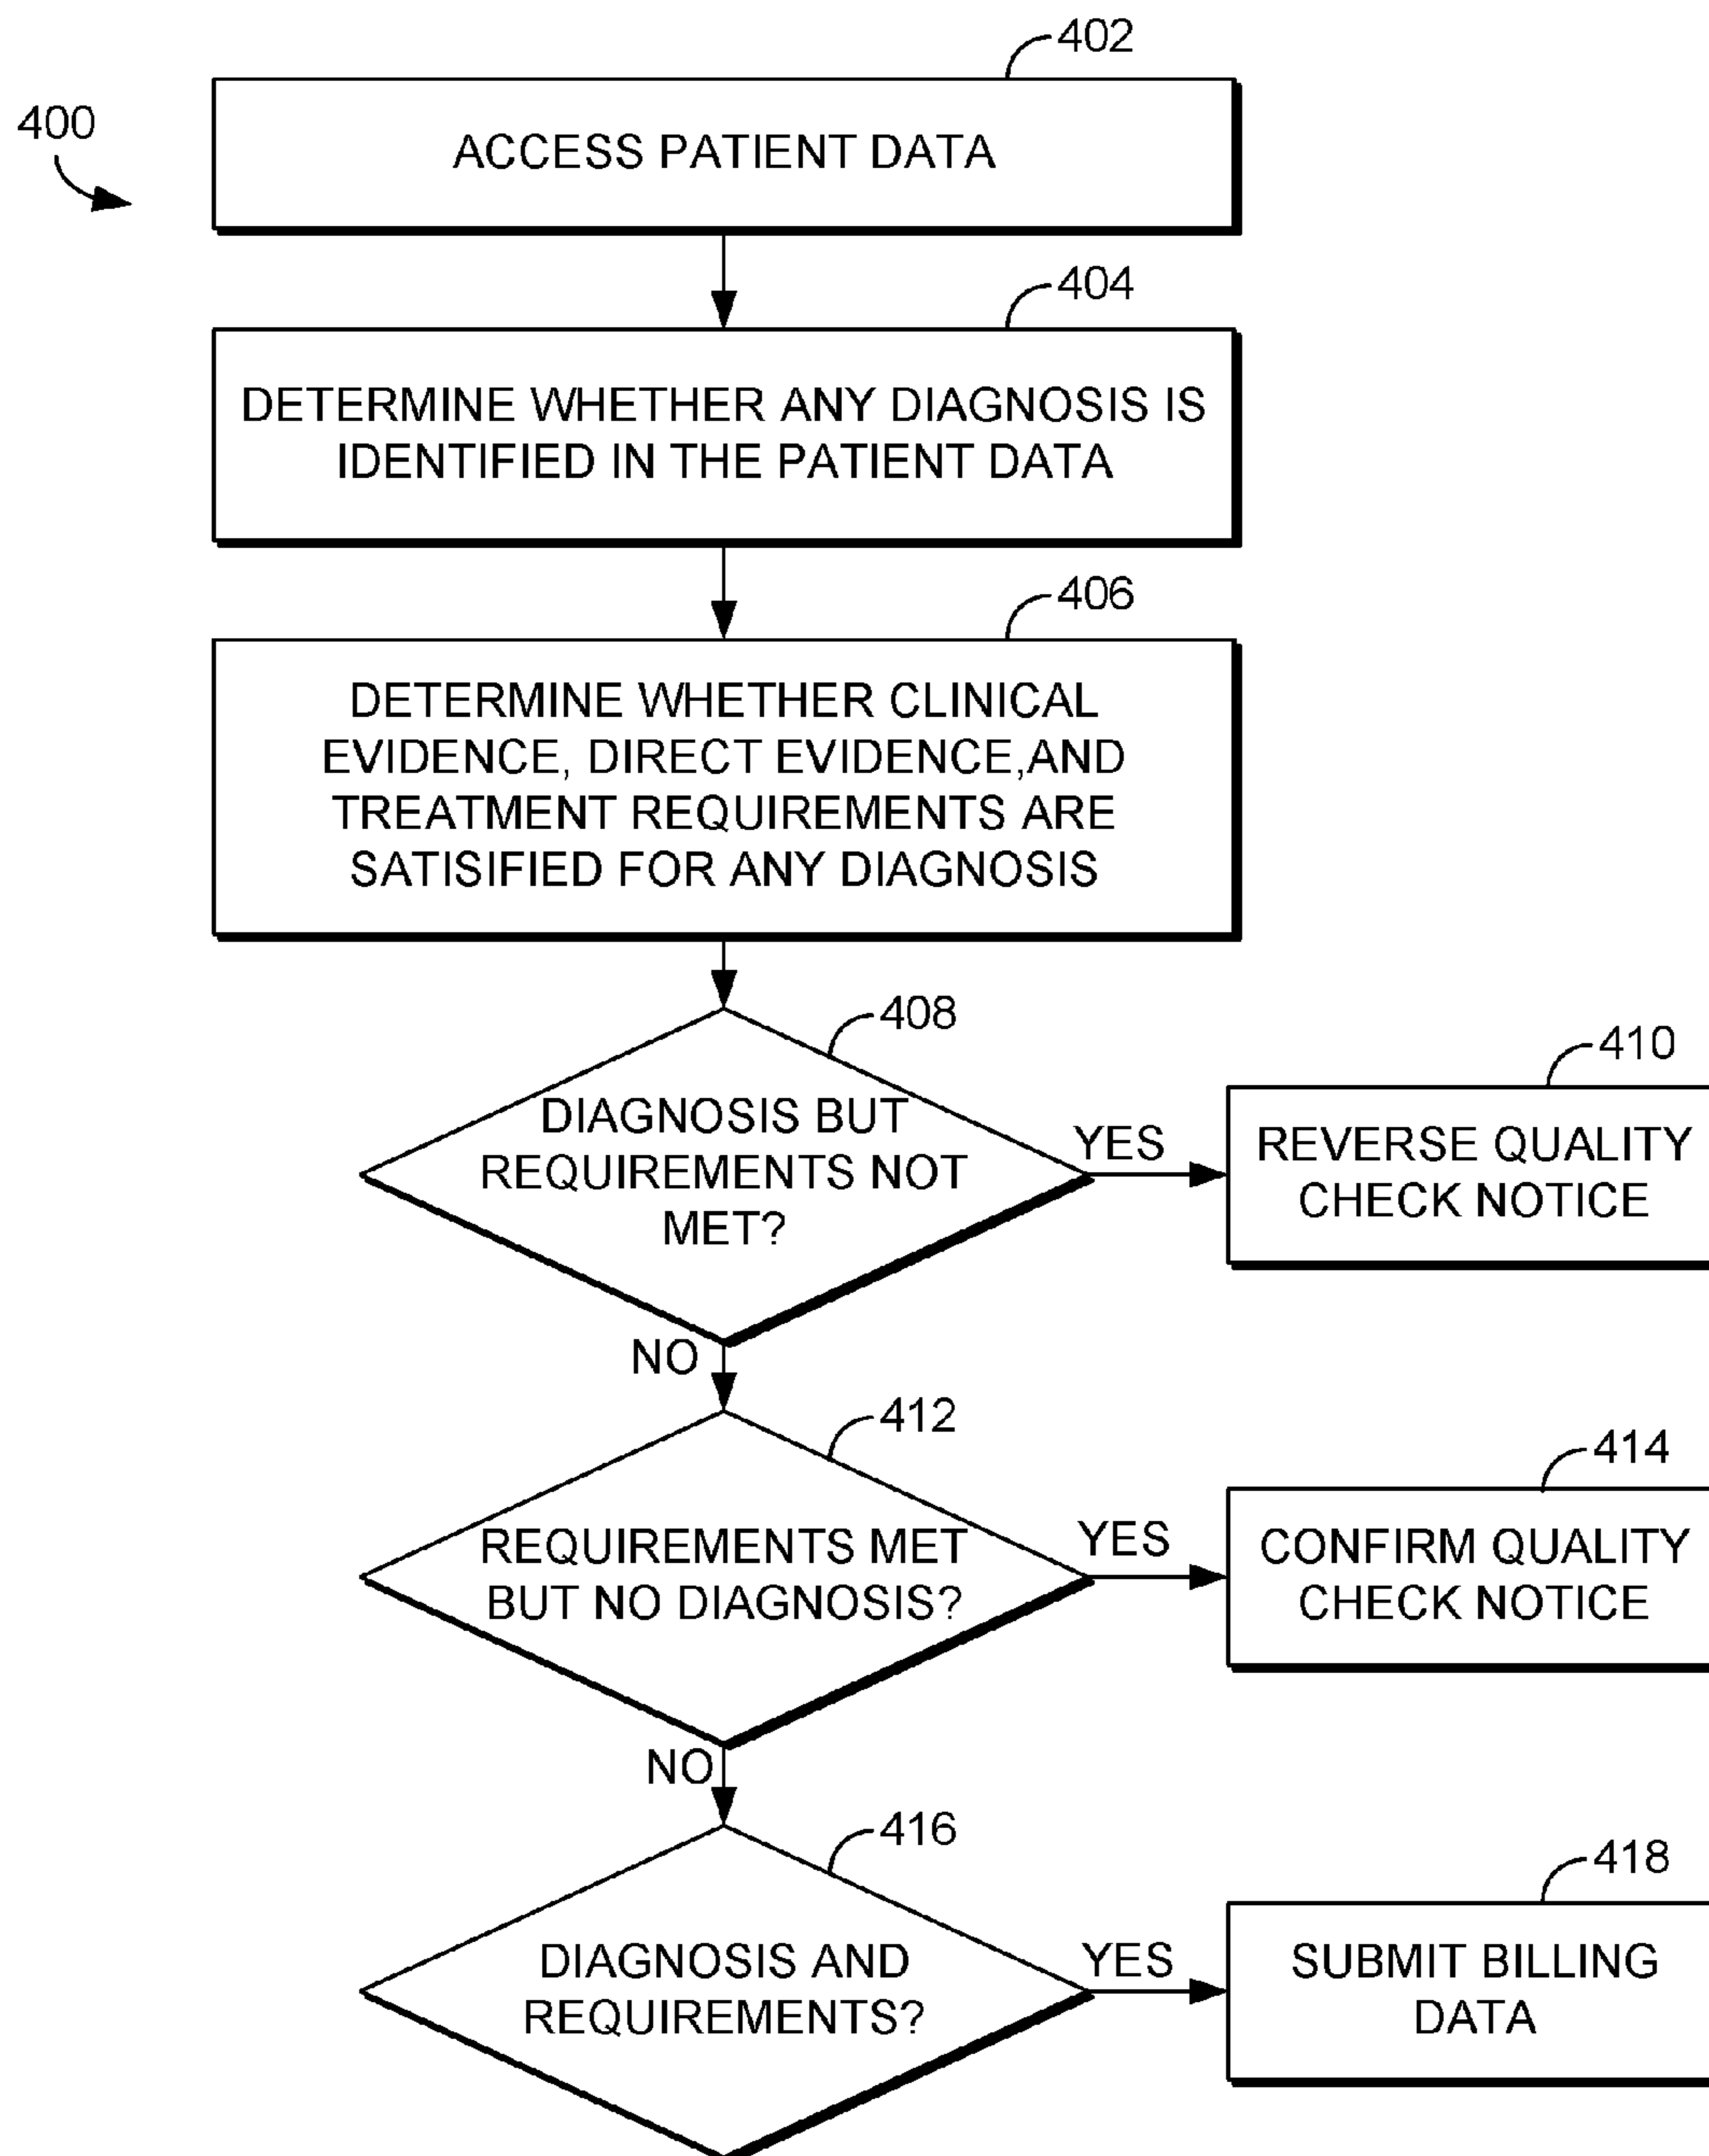 402
400
ACCESS PATIENT DATA
404
DETERMINE WHETHER ANY DIAGNOSIS IS
IDENTIFIED IN THE PATIENT DATA
406
DETERMINE WHETHER CLINICAL
EVIDENCE, DIRECT EVIDENCE,AND
TREATMENT REQUIREMENTS ARE
SATISIFIED FOR ANY DIAGNOSIS
408
DIAGNOSIS BUT
REQUIREMENTS NOT
MET?
YES
410
REVERSE QUALITY
CHECK NOTICE
NO
412
REQUIREMENTS MET
BUT NO DIAGNOSIS?
YES
414
CONFIRM QUALITY
CHECK NOTICE
NO
416
DIAGNOSIS AND
REQUIREMENTS?
YES
418
SUBMIT BILLING
DATA